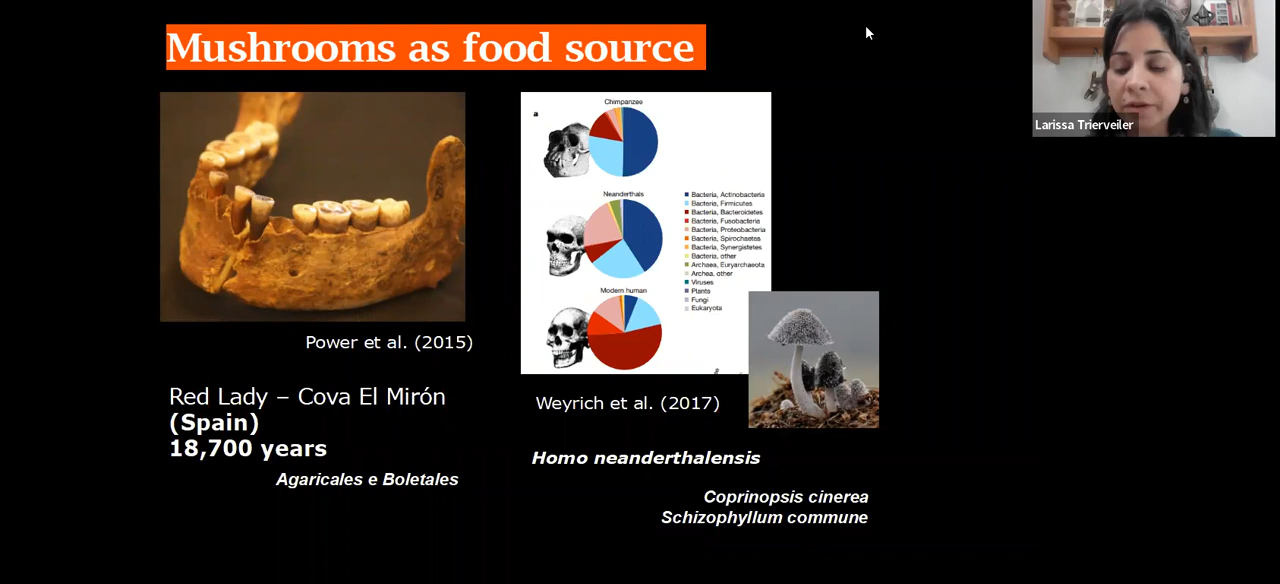 Mushrooms as food source
Larissa Trierveiler
a
Chimpanzee
Neanderthals
Modern human
Bacteria, Actinobacteria
Bacteria, Firmicutes
Bacteria, Bacteroidetes
Bacteria, Fusobacteria
Bacteria, Proteobacteria
Bacteria, Spirochaetes
Bacteria, Synergistetes
Bacteria, other
Archaea, Euryarchaeota
Archea, other
Viruses
Plants
Fungi
Eukaryota
Power et al. (2015)
Red Lady – Cova El Mirón
(Spain)
18,700 years
Agaricales e Boletales
Weyrich et al. (2017)
Homo neanderthalensis
Coprinopsis cinerea
Schizophyllum commune